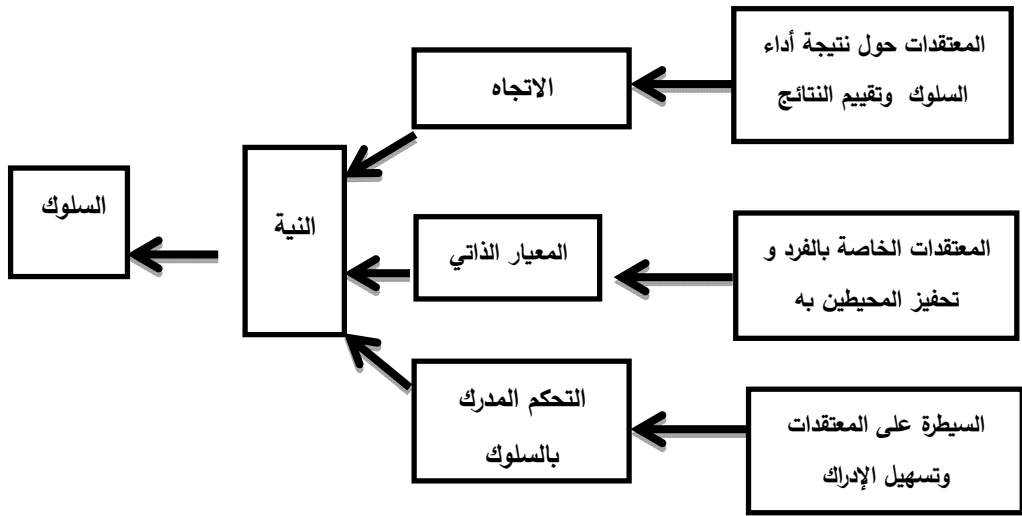 المعتقدات حول نتيجة أداء
السلوك وتقييم النتائج
الاتجاه
السلوك
النية
المعيار الذاتي
المعتقدات الخاصة بالفرد و
تحفيز المحيطين به
التحكم المدرك
بالسلوك
السيطرة على المعتقدات
وتسهيل الإدراك